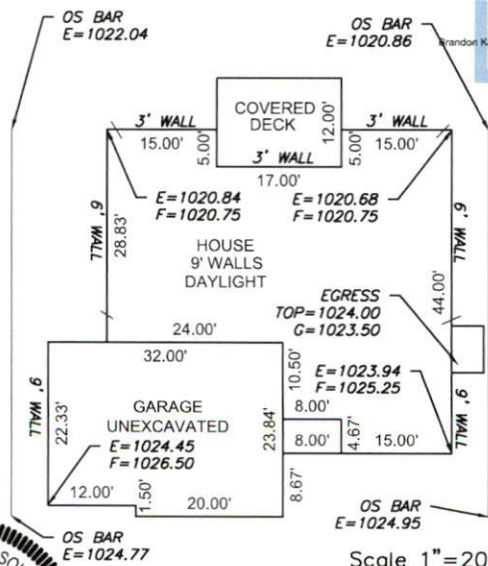 OS BAR
E=1022.04
OS BAR
E=1020.86
Brandon K
COVERED
DECK
12.00'
3' WALL
15.00'
5.00'
3' WALL
17.00'
5.00'
3' WALL
15.00'
E=1020.84
F=1020.75
E=1020.68
F=1020.75
6' WALL
28.83'
HOUSE
9' WALLS
DAYLIGHT
6' WALL
44.00'
EGRESS
TOP=1024.00
G=1023.50
24.00'
32.00'
10.50'
E=1023.94
F=1025.25
9' WALL
22.33'
GARAGE
UNEXCAVATED
23.84'
8.00'
8.00'
4.67'
15.00'
9' WALL
E=1024.45
F=1026.50
12.00'
1.50'
20.00'
8.67'
OS BAR
E=1024.95
OS BAR
E=1024.77
SO
Scale 1"=20